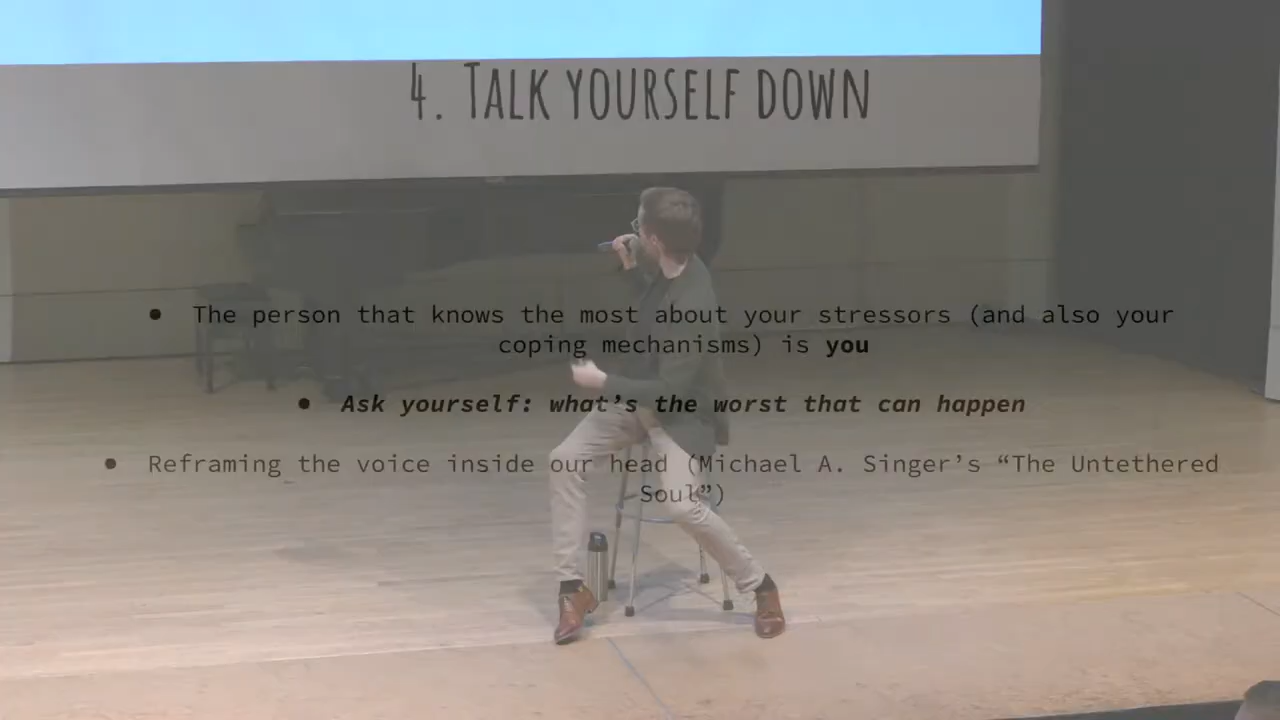 4. Talk yourself down
● The person that knows the most about your stressors (and also your
coping mechanisms) is you
● Ask yourself: what's the worst that can happen
● Reframing the voice inside our head (Michael A. Singer's “The Untethered
Soul”)